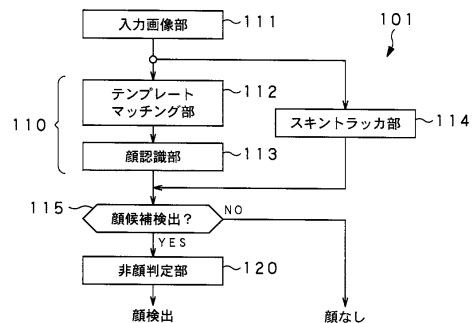 入力画像部
111
101
テンプレート
マッチング部
112
110
スキントラッカ部
114
顔認識部
113
115
顔候補検出？
NO
YES
非顔判定部
120
顔検出
顔なし